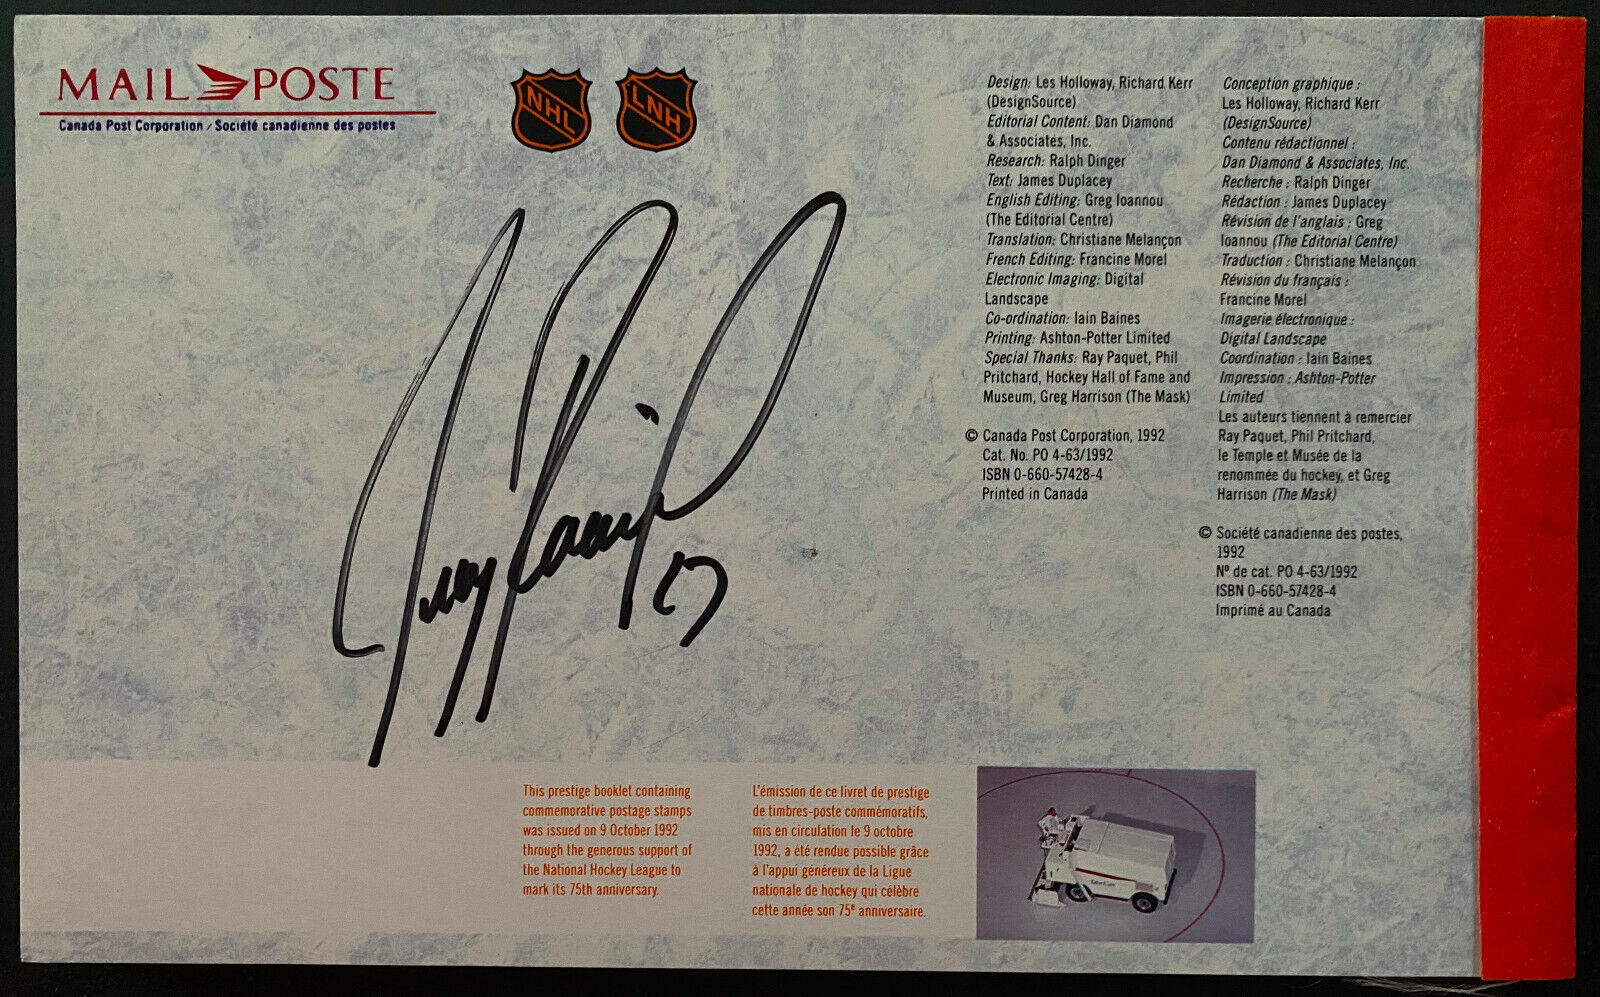 MAIL POSTE
Canada Post Corporation / Société canadienne des postes
NHL
LNH
Design: Les Holloway, Richard Kerr
(DesignSource)
Editorial Content: Dan Diamond
& Associates, Inc.
Research: Ralph Dinger
Text: James Duplacey
English Editing: Greg Ioannou
(The Editorial Centre)
Translation: Christiane Melançon
French Editing: Francine Morel
Electronic Imaging: Digital
Landscape
Co-ordination: Iain Baines
Printing: Ashton-Potter Limited
Special Thanks: Ray Paquet, Phil
Pritchard, Hockey Hall of Fame and
Museum, Greg Harrison (The Mask)
© Canada Post Corporation, 1992
Cat. No. PO 4-63/1992
ISBN 0-660-57428-4
Printed in Canada
Conception graphique :
Les Holloway, Richard Kerr
(DesignSource)
Contenu rédactionnel :
Dan Diamond & Associates, Inc.
Recherche : Ralph Dinger
Rédaction : James Duplacey
Révision de l'anglais : Greg
Ioannou (The Editorial Centre)
Traduction : Christiane Melançon
Révision du français :
Francine Morel
Imagerie électronique :
Digital Landscape
Coordination : Iain Baines
Impression : Ashton-Potter
Limited
Les auteurs tiennent à remercier
Ray Paquet, Phil Pritchard,
le Temple et Musée de la
renommée du hockey, et Greg
Harrison (The Mask)
© Société canadienne des postes,
1992
Nº de cat. PO 4-63/1992
ISBN 0-660-57428-4
Imprimé au Canada
This prestige booklet containing
commemorative postage stamps
was issued on 9 October 1992
through the generous support of
the National Hockey League to
mark its 75th anniversary.
L'émission de ce livret de prestige
de timbres-poste commémoratifs,
mis en circulation le 9 octobre
1992, a été rendue possible grâce
à l'appui généreux de la Ligue
nationale de hockey qui célèbre
cette année son 75e anniversaire.